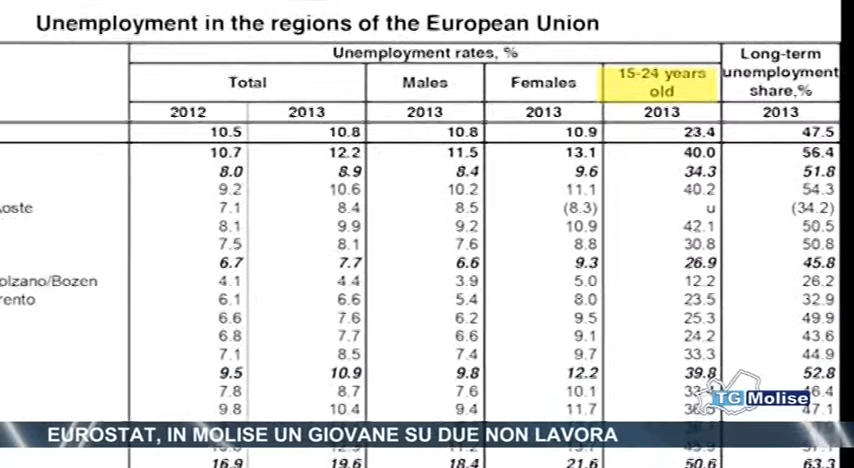 Unemployment in the regions of the European Union
Unemployment rates, %
Long-term unemployment share,%
Total Males Females 15-24 years old
2012 2013 2013 2013 2013 2013
10.5 10.8 10.8 10.9 23.4 47.5
10.7 12.2 11.5 13.1 40.0 56.4
8.0 8.9 8.4 9.6 34.3 51.8
9.2 10.6 10.2 11.1 40.2 54.3
oste 7.1 8.4 8.5 (8.3) u (34.2)
8.1 9.9 9.2 10.9 42.1 50.5
7.5 8.1 7.6 8.8 30.8 50.8
6.7 7.7 6.6 9.3 26.9 45.8
olzano/Bozen 4.1 4.4 3.9 5.0 12.2 26.2
rento 6.1 6.6 5.4 8.0 23.5 32.9
6.6 7.6 6.2 9.5 25.3 49.9
6.8 7.7 6.6 9.1 24.2 43.6
7.1 8.5 7.4 9.7 33.3 44.9
9.5 10.9 9.8 12.2 39.8 52.8
7.8 8.7 7.6 10.1 46.4
9.8 10.4 9.4 11.7 47.1
TG Molise
EUROSTAT, IN MOLISE UN GIOVANE SU DUE NON LAVORA
16.9 19.6 18.4 21.6 50.6 63.3